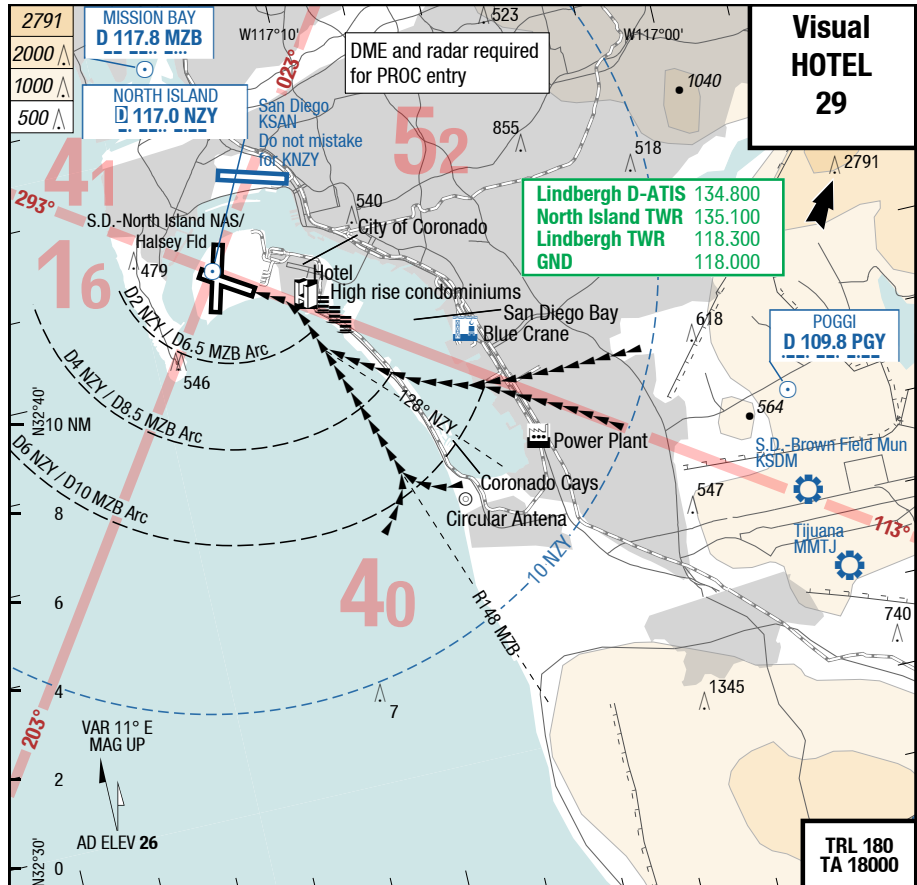 2791
2000
1000
500
MISSION BAY
D 117.8 MZB
NORTH ISLAND
D 117.0 NZY
W117°10'
023°
DME and radar required
for PROC entry
523
W117°00'
1040
Visual
HOTEL
29
San Diego
KSAN
Do not mistake
for KNZY
52
855
518
2791
41
293°
S.D.-North Island NAS/
Halsey Fld
540
City of Coronado
Lindbergh D-ATIS 134.800
North Island TWR 135.100
Lindbergh TWR 118.300
GND 118.000
16
479
Hotel
High rise condominiums
San Diego Bay
Blue Crane
618
POGGI
D 109.8 PGY
D2 NZY / D6.5 MZB Arc
546
D4 NZY / D8.5 MZB Arc
128° NZY
564
N32°40'
10 NM
D6 NZY / D10 MZB Arc
Power Plant
S.D.-Brown Field Mun
KSDM
Coronado Cays
547
113°
8
Circular Antena
Tijuana
MMTJ
10 NZY
6
40
R148 MZB
740
4
7
1345
203°
VAR 11° E
MAG UP
2
AD ELEV 26
N32°30'
0
TRL 180
TA 18000